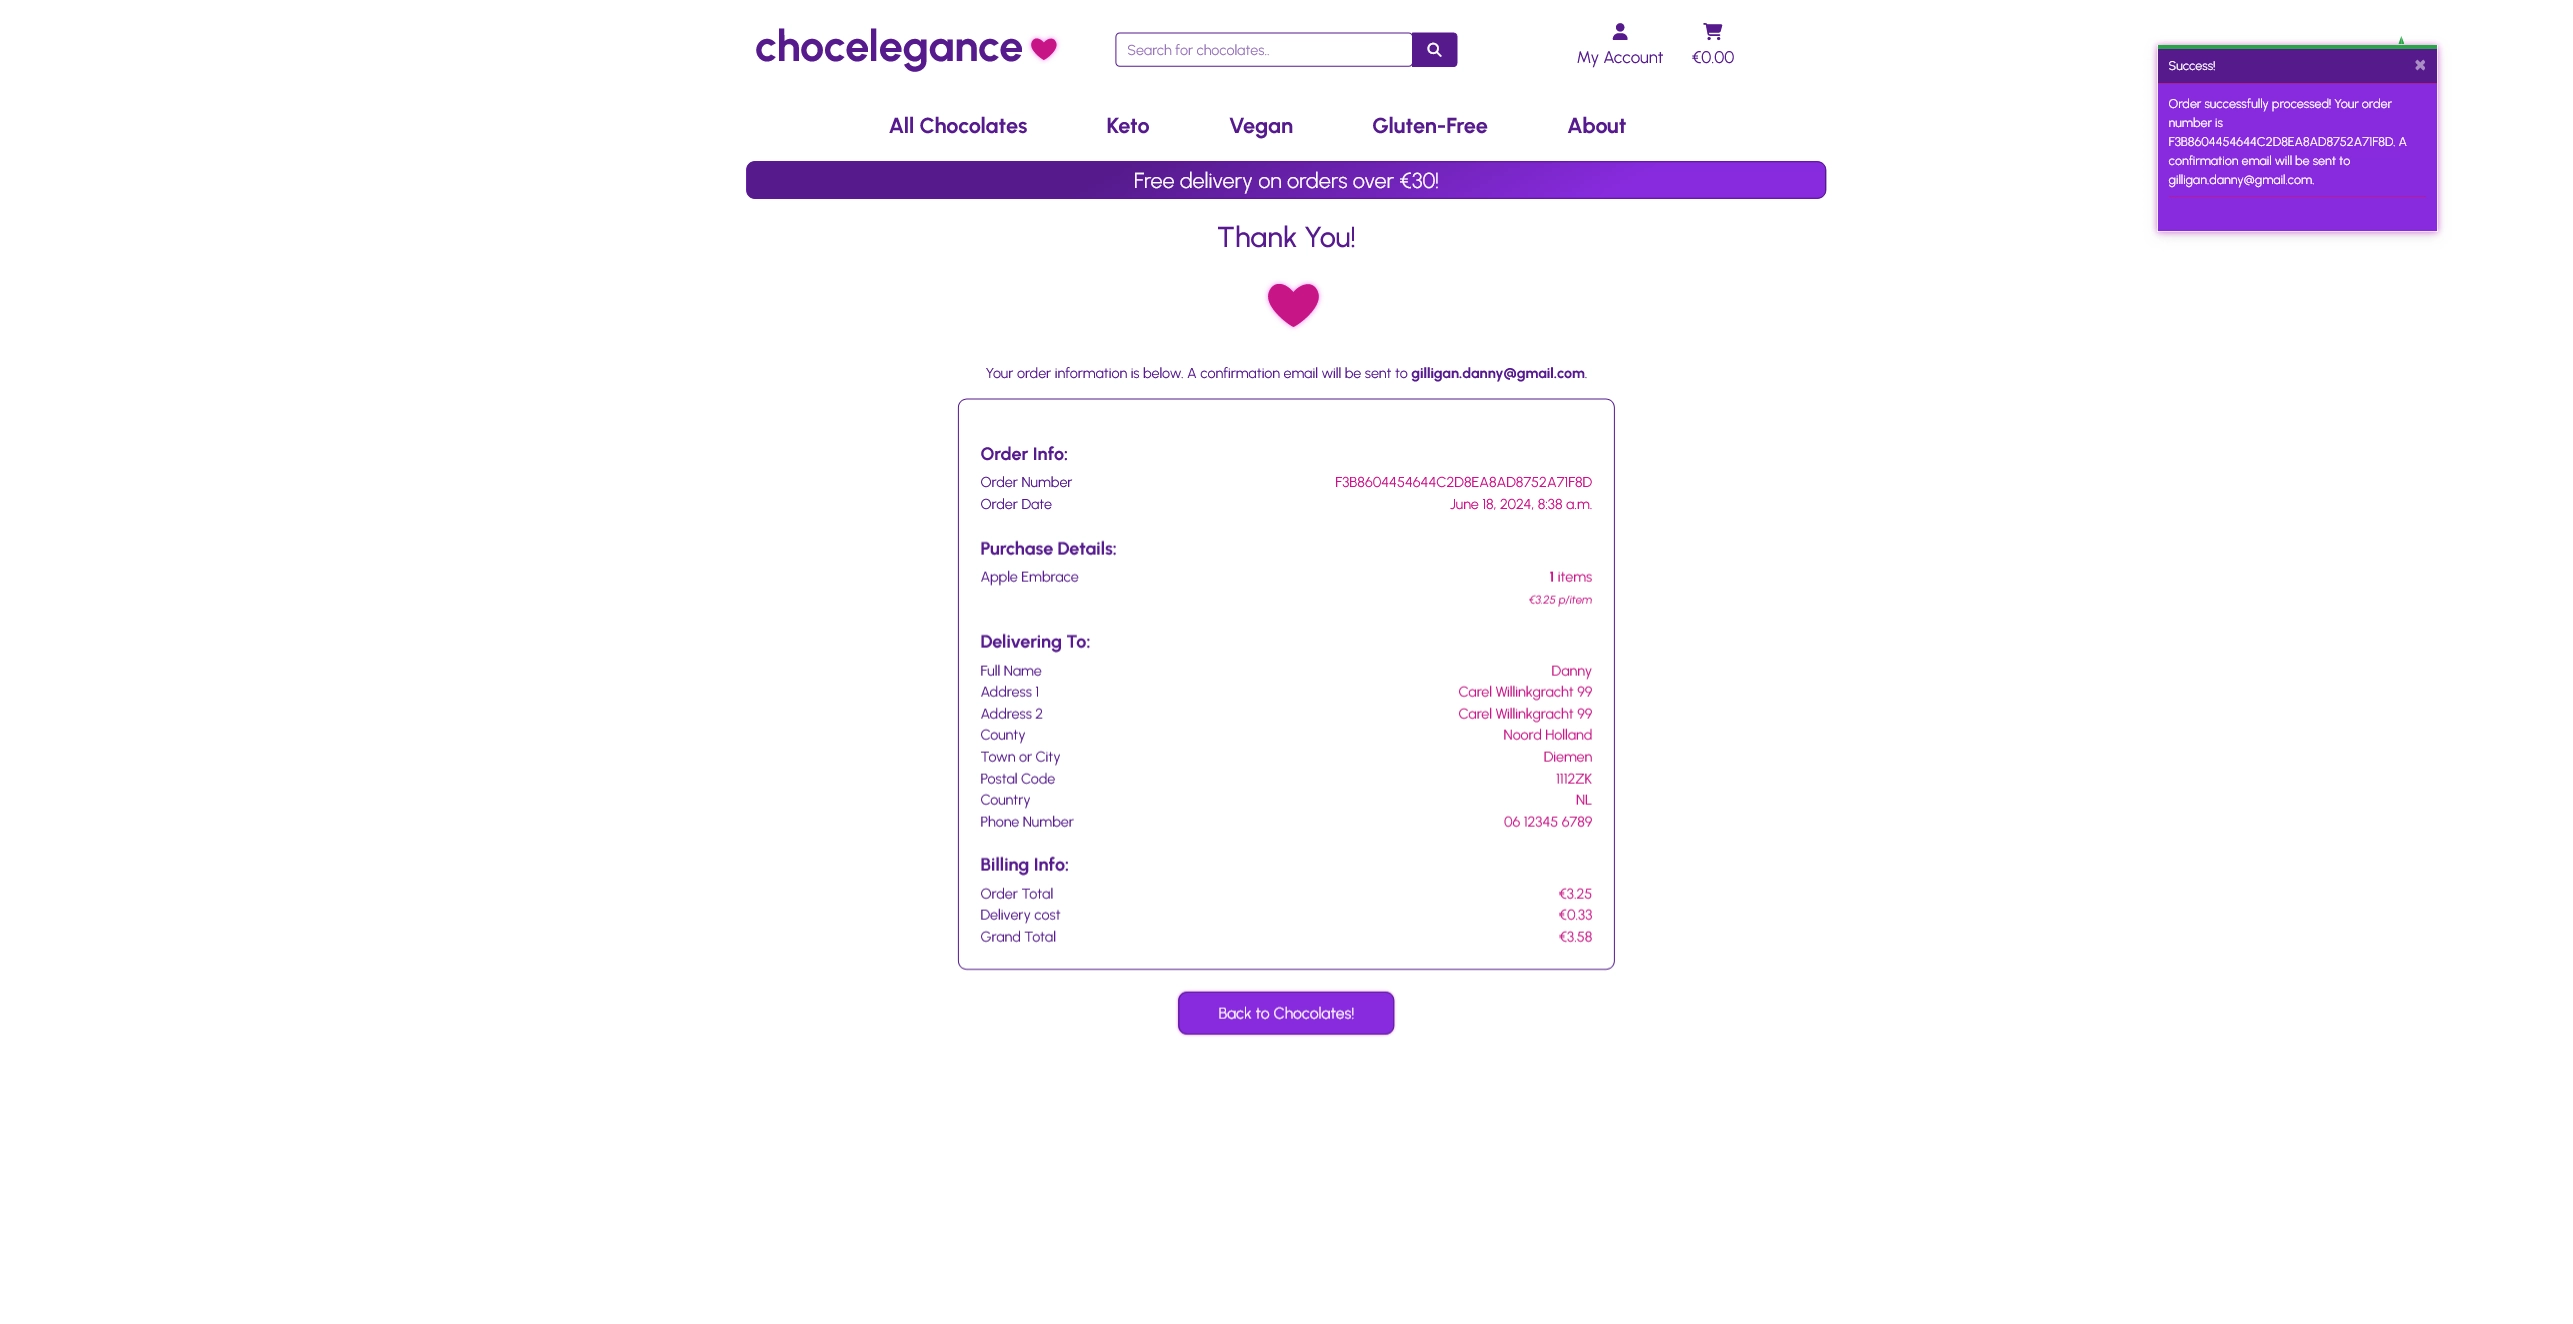 chocelegance
Search for chocolates..
My Account
€0.00
All Chocolates
Keto
Vegan
Gluten-Free
About
Free delivery on orders over €30!
Success!
Order successfully processed! Your order
number is
F3B8604454644C2D8EA8AD8752A71F8D. A
confirmation email will be sent to
gilligan.danny@gmail.com.
Thank You!
Your order information is below. A confirmation email will be sent to gilligan.danny@gmail.com.
Order Info:
Order Number F3B8604454644C2D8EA8AD8752A71F8D
Order Date June 18, 2024, 8:38 a.m.
Purchase Details:
Apple Embrace 1 items
€3.25 p/item
Delivering To:
Full Name Danny
Address 1 Carel Willinkgracht 99
Address 2 Carel Willinkgracht 99
County Noord Holland
Town or City Diemen
Postal Code 1112ZK
Country NL
Phone Number 06 12345 6789
Billing Info:
Order Total €3.25
Delivery cost €0.33
Grand Total €3.58
Back to Chocolates!